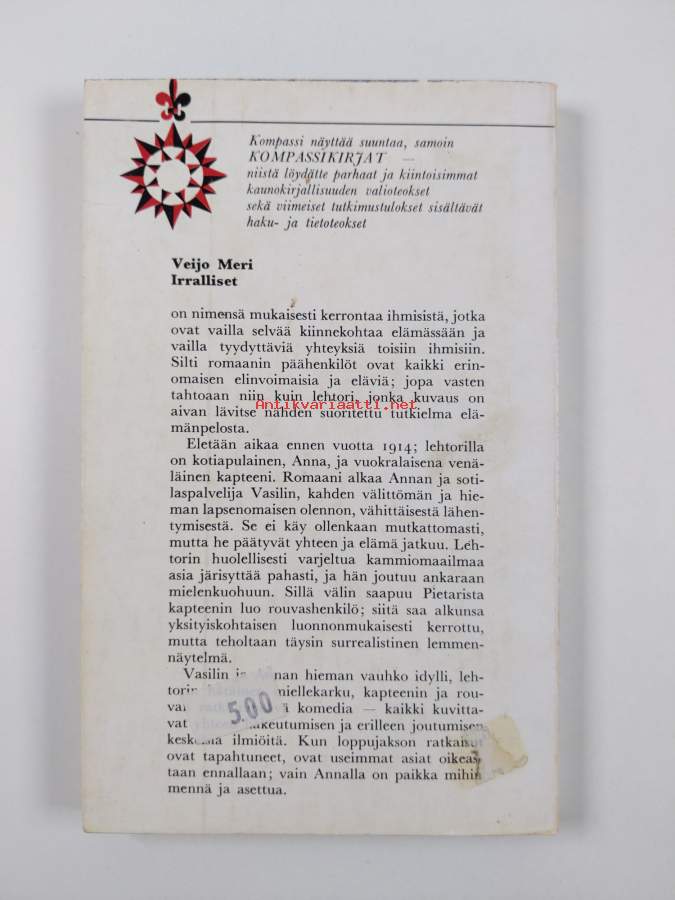 Kompassi näyttää suuntaa, samoin
KOMPASSIKIRJAT —
niistä löydätte parhaat ja kiintoisimmat
kaunokirjallisuuden valioteokset
sekä viimeiset tutkimustulokset sisältävät
haku- ja tietoteokset
Veijo Meri
Irralliset
on nimensä mukaisesti kerrontaa ihmisistä, jotka
ovat vailla selvää kiinnekohtaa elämässään ja
vailla tyydyttäviä yhteyksiä toisiin ihmisiin.
Silti romaanin päähenkilöt ovat kaikki erin-
omaisen elinvoimaisia ja eläviä; jopa vasten
tahtoaan niin kuin lehtori, jonka kuvaus on
Antikvariaatti.net
aivan lävitse nähden suoritettu tutkielma elä-
mänpelosta.
Eletään aikaa ennen vuotta 1914; lehtorilla
on kotiapulainen, Anna, ja vuokralaisena venä-
läinen kapteeni. Romaani alkaa Annan ja soti-
laspalvelija Vasilin, kahden välittömän ja hie-
man lapsenomaisen olennon, vähittäisestä lähen-
tymisestä. Se ei käy ollenkaan mutkattomasti,
mutta he päätyvät yhteen ja elämä jatkuu. Leh-
torin huolellisesti varjeltua kammiomaailmaa
asia järisyttää pahasti, ja hän joutuu ankaraan
mielenkuohuun. Sillä välin saapuu Pietarista
kapteenin luo rouvashenkilö; siitä saa alkunsa
yksityiskohtaisen luonnonmukaisesti kerrottu,
mutta teholtaan täysin surrealistinen lemmen-
näytelmä.
Vasilin ja Annan hieman vauhko idylli, leh-
torin miellekarku, kapteenin ja rou-
van komedia — kaikki kuvitta-
vat joutumisen
5.00
ilmiöitä. Kun loppujakson ratkaisut
ovat tapahtuneet, ovat useimmat asiat oikeas-
taan ennallaan; vain Annalla on paikka mihin
mennä ja asettua.